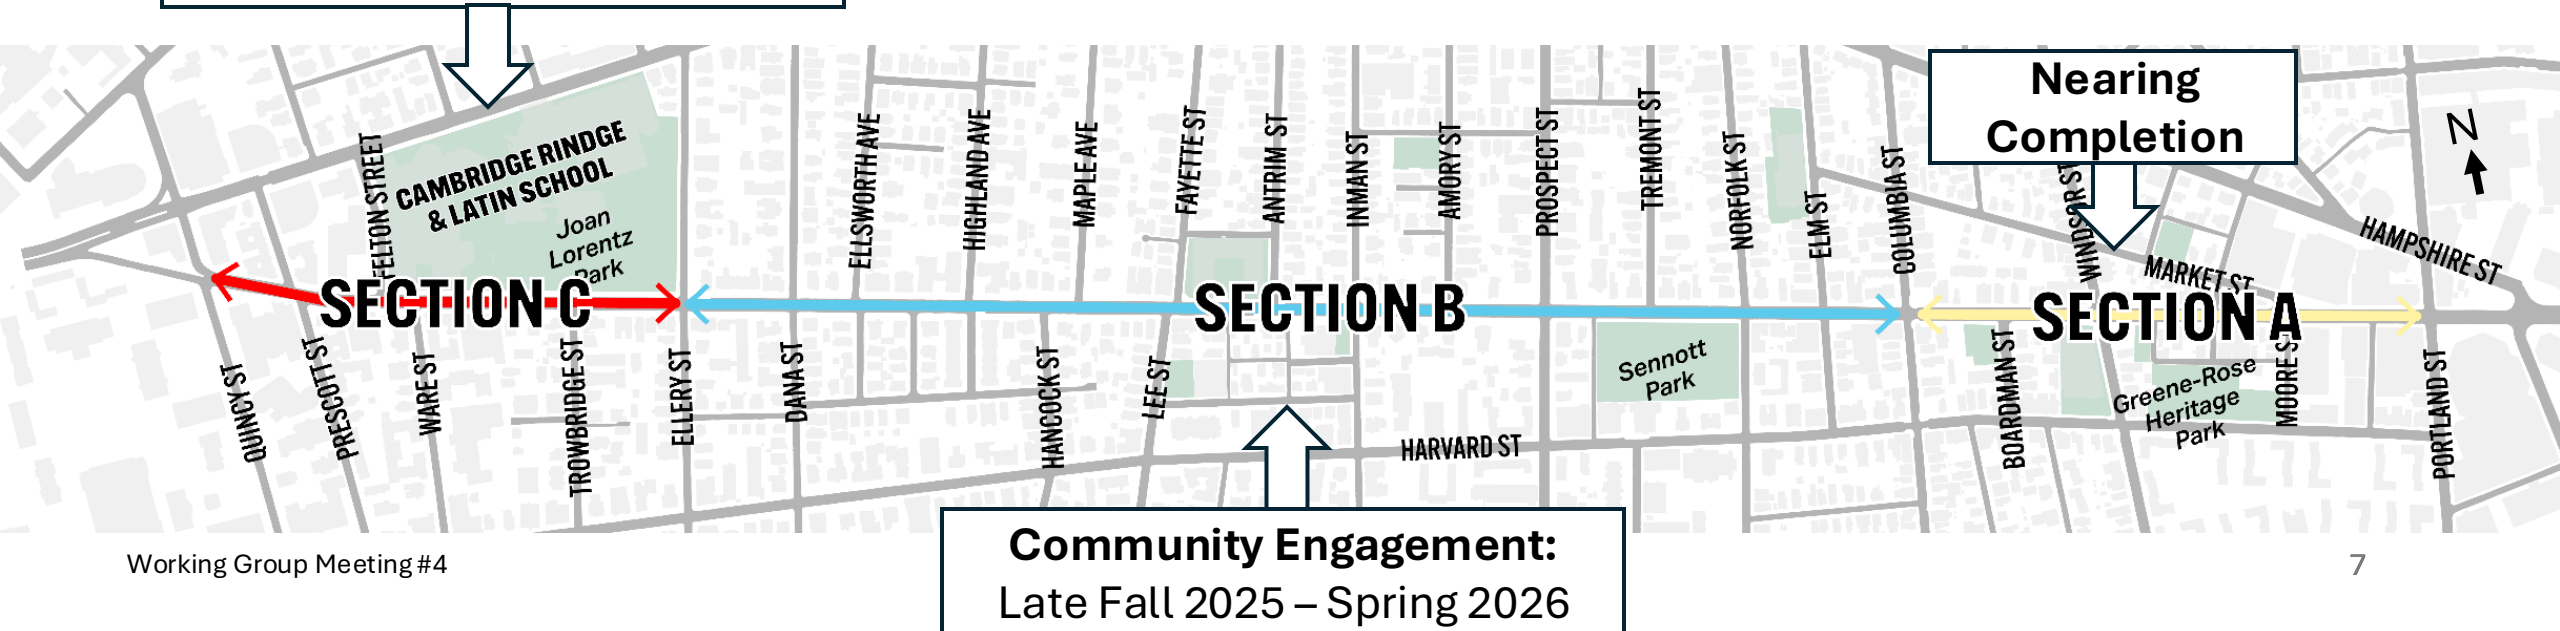 Nearing
Completion
N
FELTON STREET
CAMBRIDGE RINDGE
& LATIN SCHOOL
Joan
Lorentz
Park
ELLSWORTH AVE
HIGHLAND AVE
MAPLE AVE
FAYETTE ST
ANTRIM ST
INMAN ST
AMORY ST
PROSPECT ST
TREMONT ST
NORFOLK ST
ELM ST
COLUMBIA ST
WINDSOR ST
MARKET ST
HAMPSHIRE ST
SECTION C
SECTION B
SECTION A
QUINCY ST
PRESCOTT ST
WARE ST
TROWBRIDGE ST
ELLERY ST
DANA ST
HANCOCK ST
LEE ST
HARVARD ST
Sennott
Park
BOARDMAN ST
Greene-Rose
Heritage
Park
MOORE ST
PORTLAND ST
Community Engagement:
Late Fall 2025 – Spring 2026
Working Group Meeting #4
7